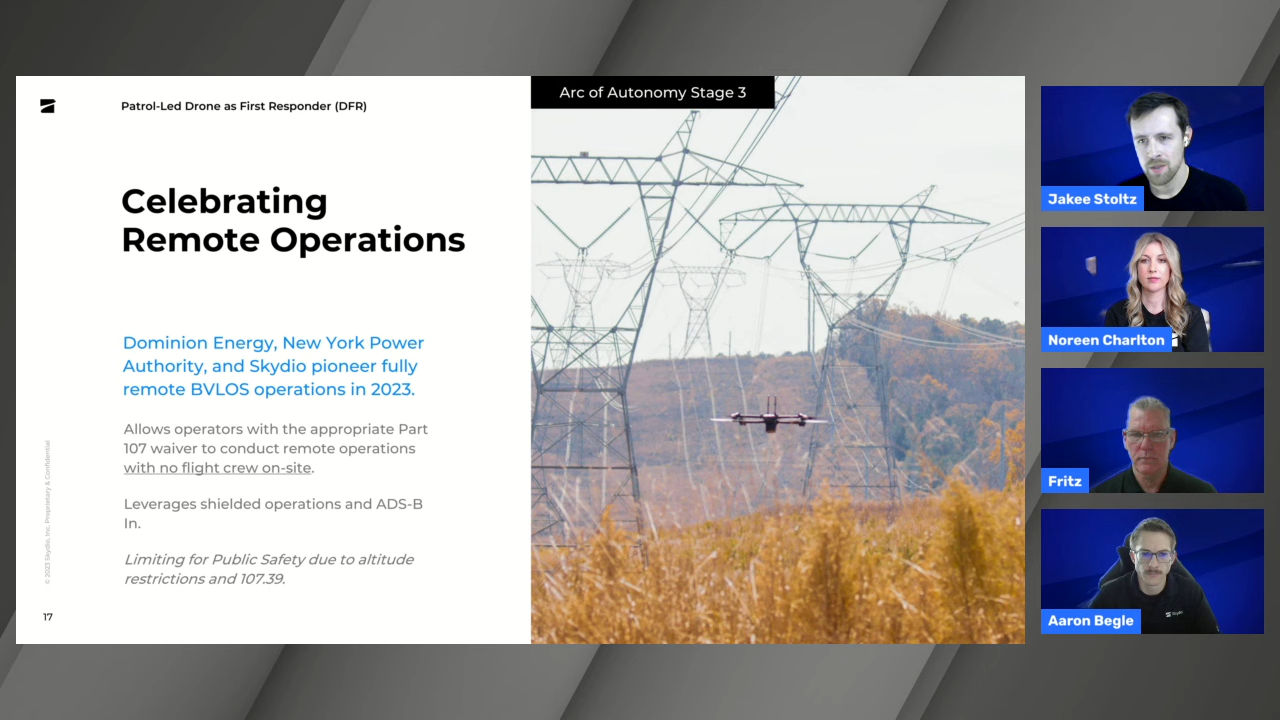 Patrol-Led Drone as First Responder (DFR)
Arc of Autonomy Stage 3
Celebrating
Remote Operations
Dominion Energy, New York Power
Authority, and Skydio pioneer fully
remote BVLOS operations in 2023.
Allows operators with the appropriate Part
107 waiver to conduct remote operations
with no flight crew on-site.
Leverages shielded operations and ADS-B
In.
Limiting for Public Safety due to altitude
restrictions and 107.39.
© 2023 Skydio, Inc. Proprietary & Confidential
17
Jakee Stoltz
Noreen Charlton
Fritz
Aaron Begle
Skydio